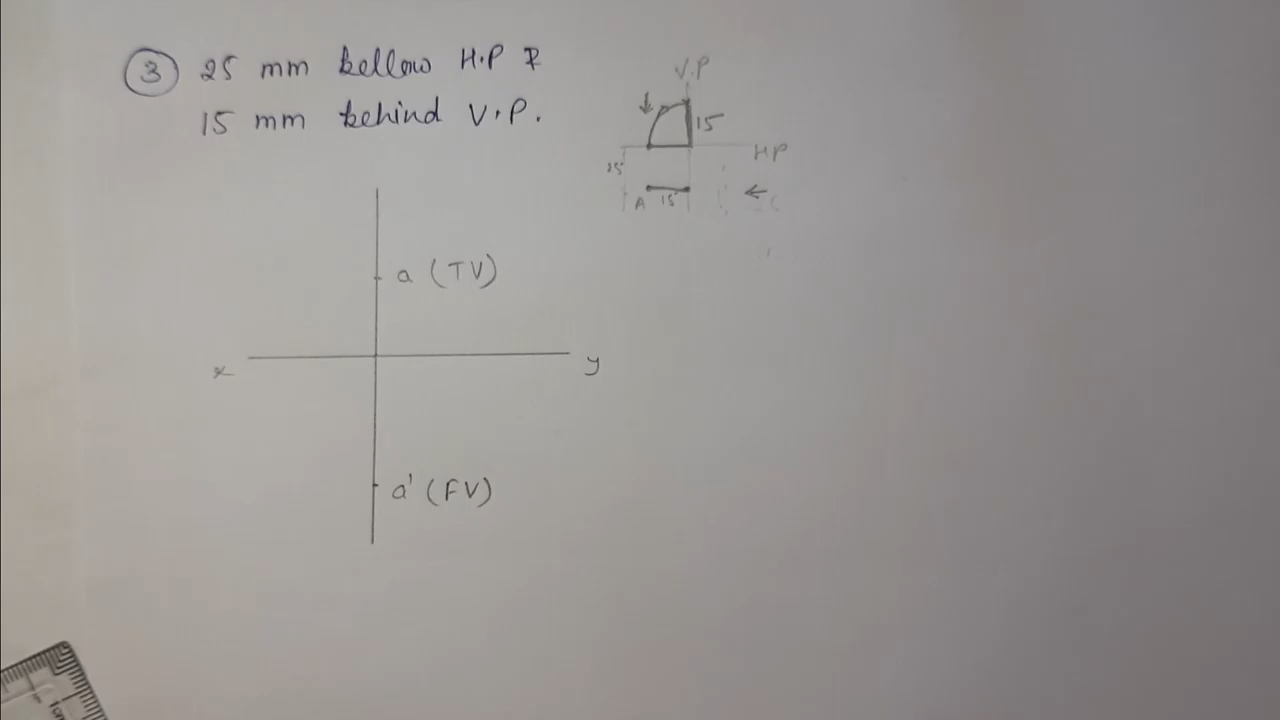 3 25 mm bellow H.P &
15 mm behind V.P.
V.P
15
HP
25
A 15
a (TV)
x y
a' (FV)